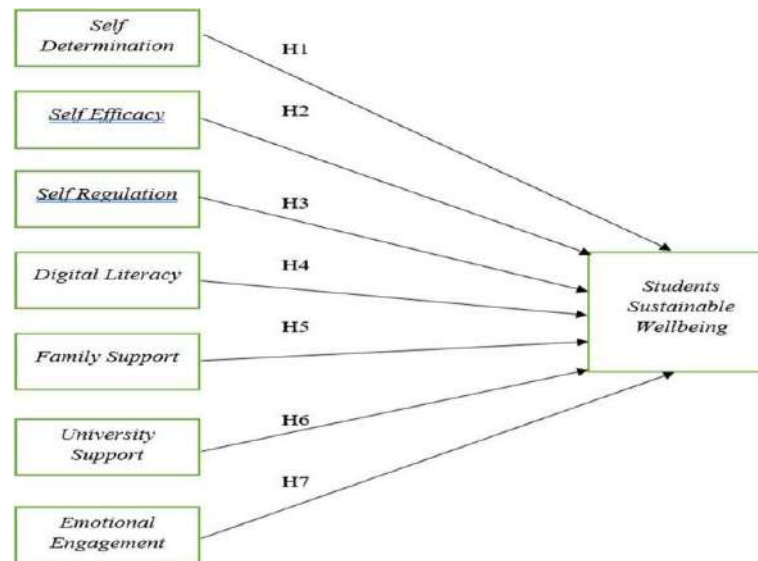 Self
Determination
H1
Self Efficacy
H2
Self Regulation
H3
Digital Literacy
H4
Students
Sustainable
Wellbeing
Family Support
H5
University
Support
H6
Emotional
Engagement
H7